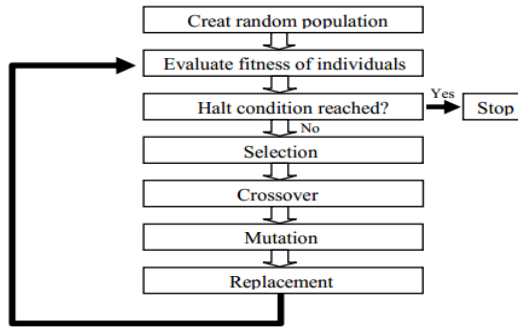 Creat random population
Evaluate fitness of individuals
Halt condition reached?
Yes
Stop
No
Selection
Crossover
Mutation
Replacement